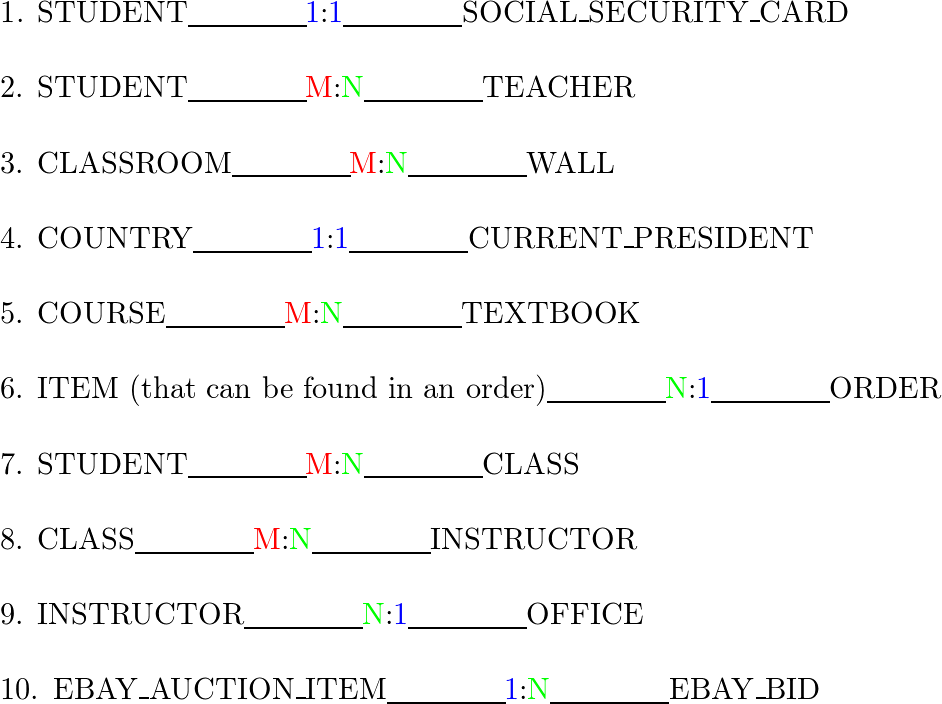 1. STUDENT________1:1________SOCIAL_SECURITY_CARD
2. STUDENT________M:N________TEACHER
3. CLASSROOM________M:N________WALL
4. COUNTRY________1:1________CURRENT_PRESIDENT
5. COURSE________M:N________TEXTBOOK
6. ITEM (that can be found in an order)________N:1________ORDER
7. STUDENT________M:N________CLASS
8. CLASS________M:N________INSTRUCTOR
9. INSTRUCTOR________N:1________OFFICE
10. EBAY_AUCTION_ITEM________1:N________EBAY_BID